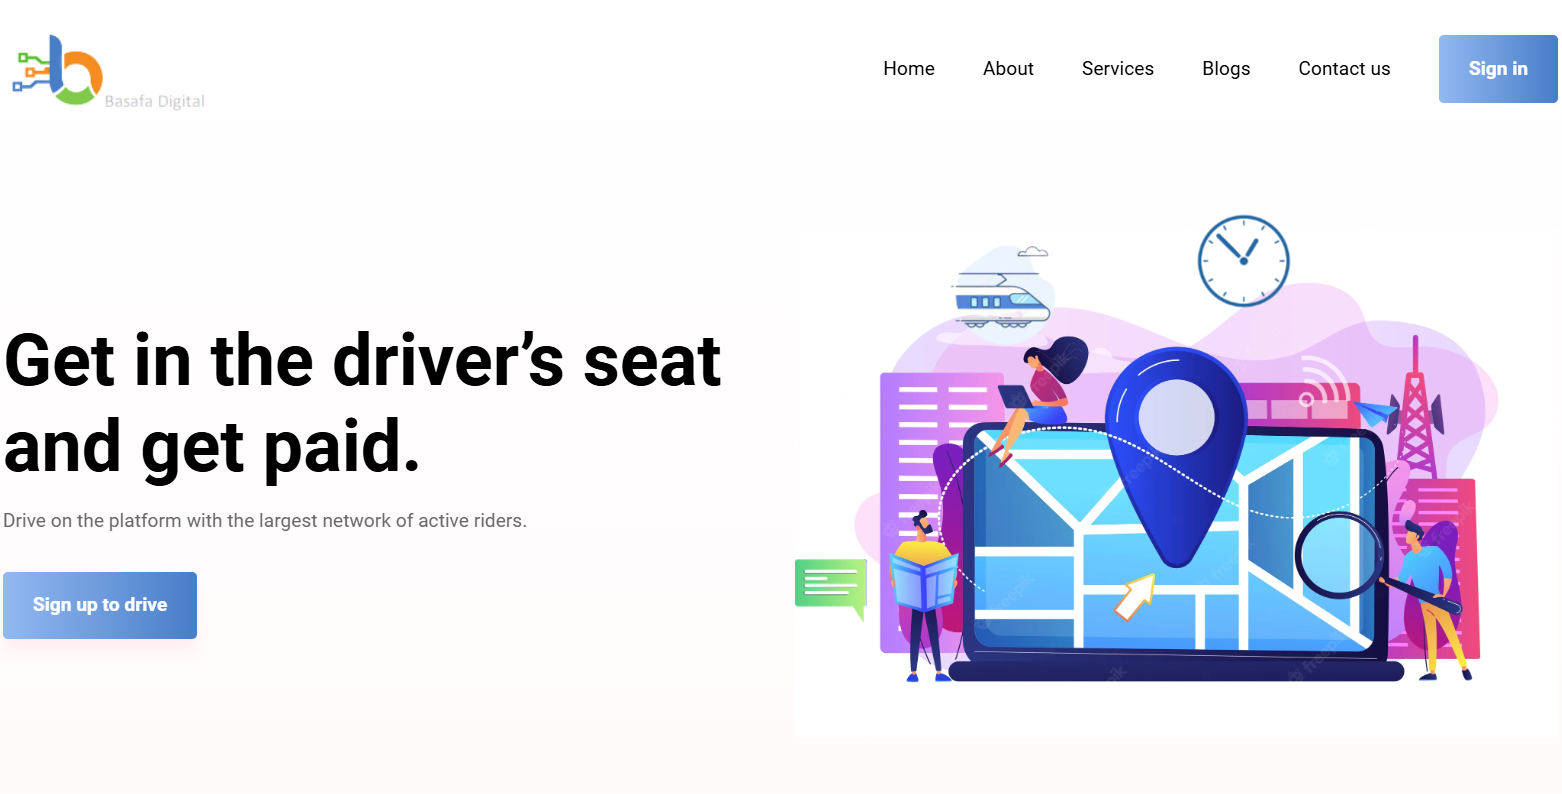 Basafa Digital
Home
About
Services
Blogs
Contact us
Sign in
Get in the driver’s seat
and get paid.
Drive on the platform with the largest network of active riders.
Sign up to drive
freepik